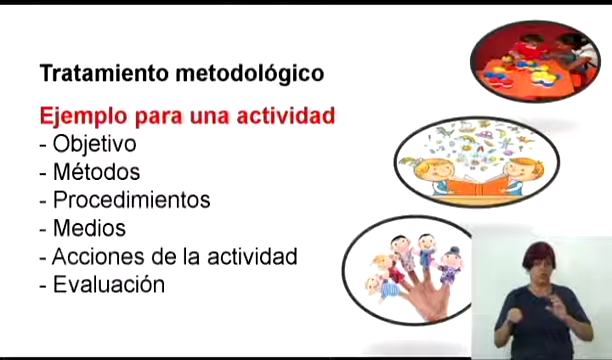 Tratamiento metodológico
Ejemplo para una actividad
- Objetivo
- Métodos
- Procedimientos
- Medios
- Acciones de la actividad
- Evaluación